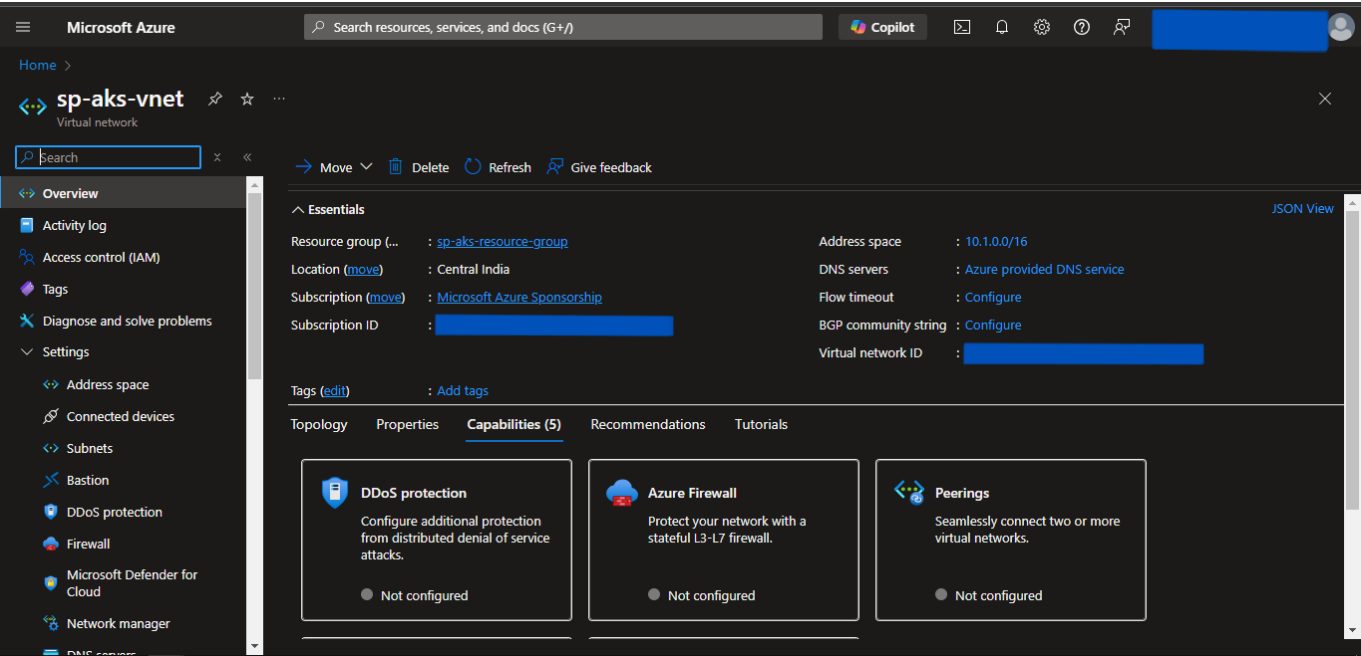 Microsoft Azure
Search resources, services, and docs (G+/)
Copilot
Home >
sp-aks-vnet
Virtual network
Search
Move
Delete
Refresh
Give feedback
Overview
Activity log
Access control (IAM)
Tags
Diagnose and solve problems
Settings
Address space
Connected devices
Subnets
Bastion
DDoS protection
Firewall
Microsoft Defender for
Cloud
Network manager
DNS servers
Essentials
JSON View
Resource group (... : sp-aks-resource-group
Location (move) : Central India
Subscription (move) : Microsoft Azure Sponsorship
Subscription ID :
Address space : 10.1.0.0/16
DNS servers : Azure provided DNS service
Flow timeout : Configure
BGP community string : Configure
Virtual network ID :
Tags (edit) : Add tags
Topology Properties Capabilities (5) Recommendations Tutorials
DDoS protection
Configure additional protection
from distributed denial of service
attacks.
Not configured
Azure Firewall
Protect your network with a
stateful L3-L7 firewall.
Not configured
Peerings
Seamlessly connect two or more
virtual networks.
Not configured